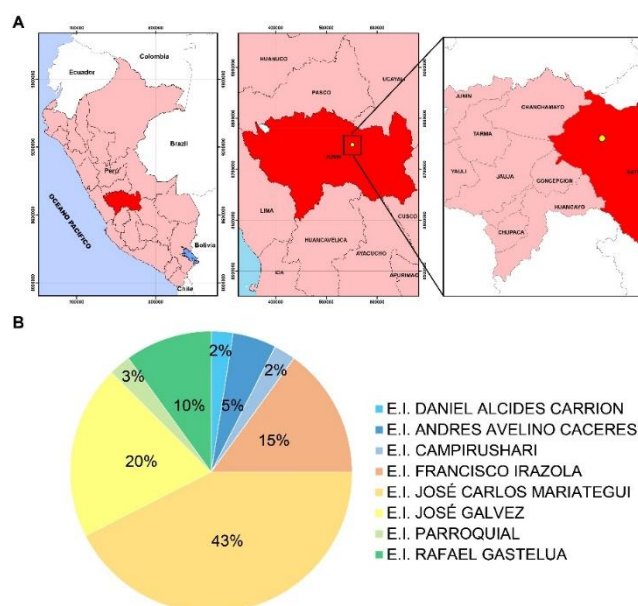 A
Colombia
Ecuador
Brazil
Perú
OCEANO PACIFICO
Bolivia
Chile
HUANUCO
UCAYALI
PASCO
JUNIN
LIMA
HUANCAVELICA
CUSCO
ICA
AYACUCHO
APURIMAC
JUNIN
CHANCHAMAYO
TARMA
YAULI
JAUJA
CONCEPCION
HUANCAYO
CHUPACA
B
2%
5%
2%
15%
43%
20%
3%
10%
E.I. DANIEL ALCIDES CARRION
E.I. ANDRES AVELINO CACERES
E.I. CAMPIRUSHARI
E.I. FRANCISCO IRAZOLA
E.I. JOSÉ CARLOS MARIATEGUI
E.I. JOSÉ GALVEZ
E.I. PARROQUIAL
E.I. RAFAEL GASTELUA